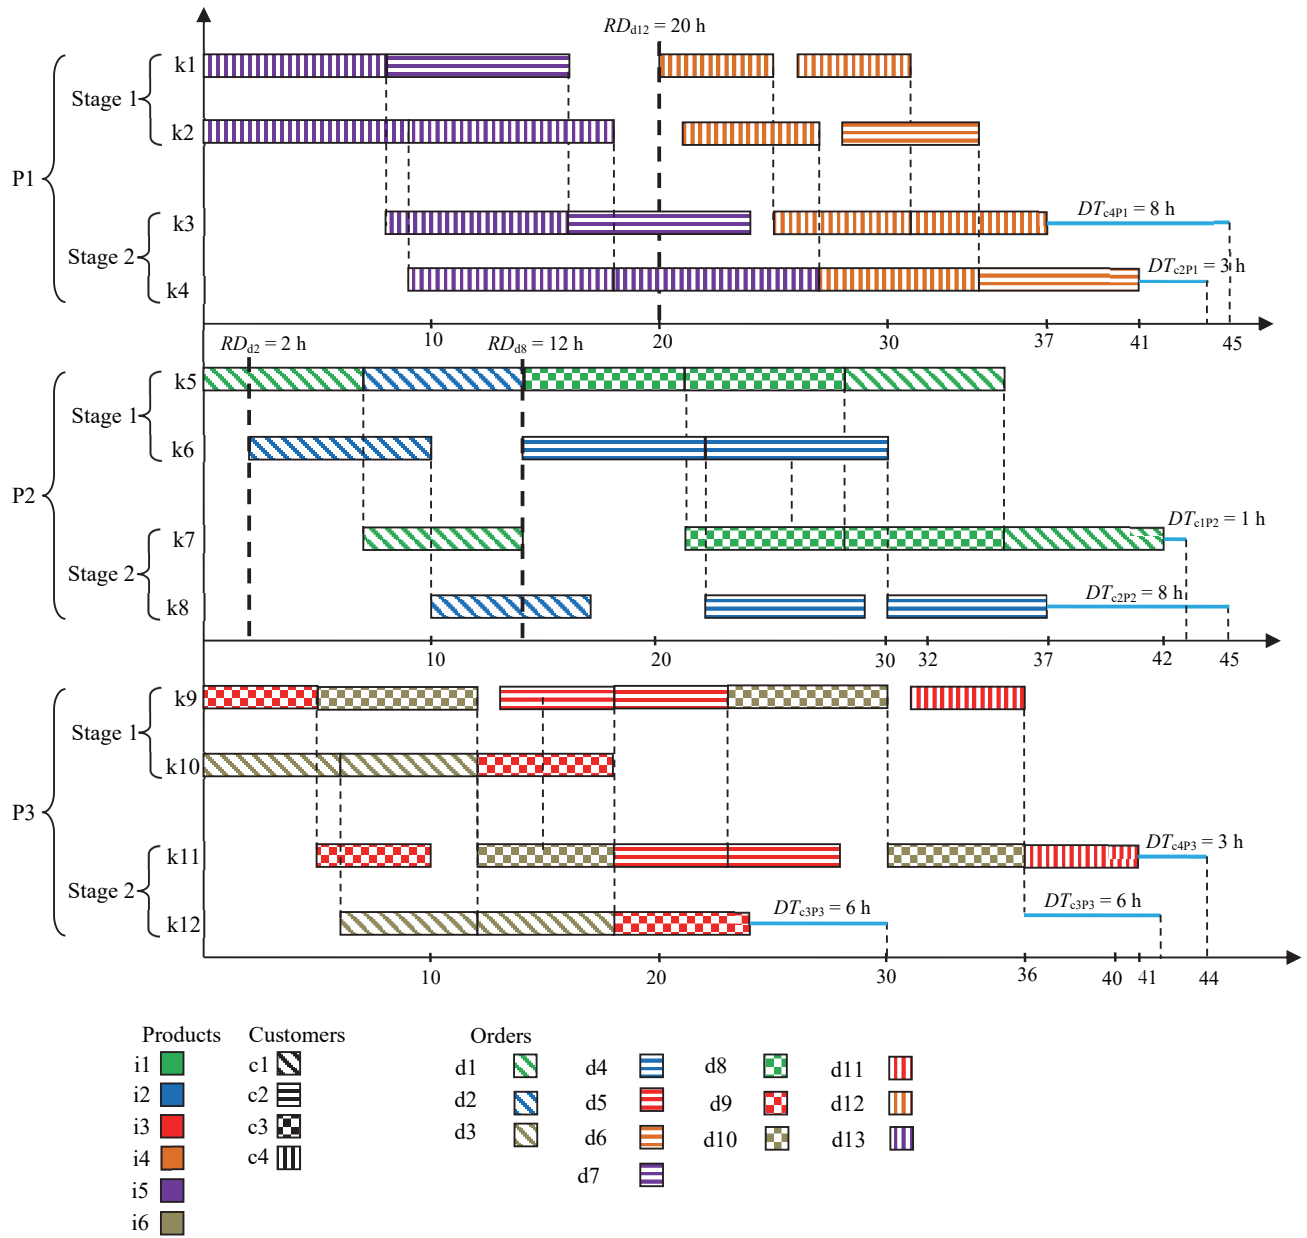 RDd12 = 20 h
k1
Stage 1
k2
P1
k3
DTc4P1 = 8 h
Stage 2
DTc2P1 = 3 h
k4
10 20 30 37 41 45
RDd2 = 2 h RDd8 = 12 h
k5
Stage 1
k6
P2
k7
DTc1P2 = 1 h
Stage 2
DTc2P2 = 8 h
k8
10 20 30 32 37 42 45
k9
Stage 1
k10
P3
k11
DTc4P3 = 3 h
Stage 2
DTc3P3 = 6 h DTc3P3 = 6 h
k12
10 20 30 36 40 41 44
Products Customers Orders
i1 c1 d1 d4 d8 d11
i2 c2 d2 d5 d9 d12
i3 c3 d3 d6 d10 d13
i4 c4 d7
i5
i6